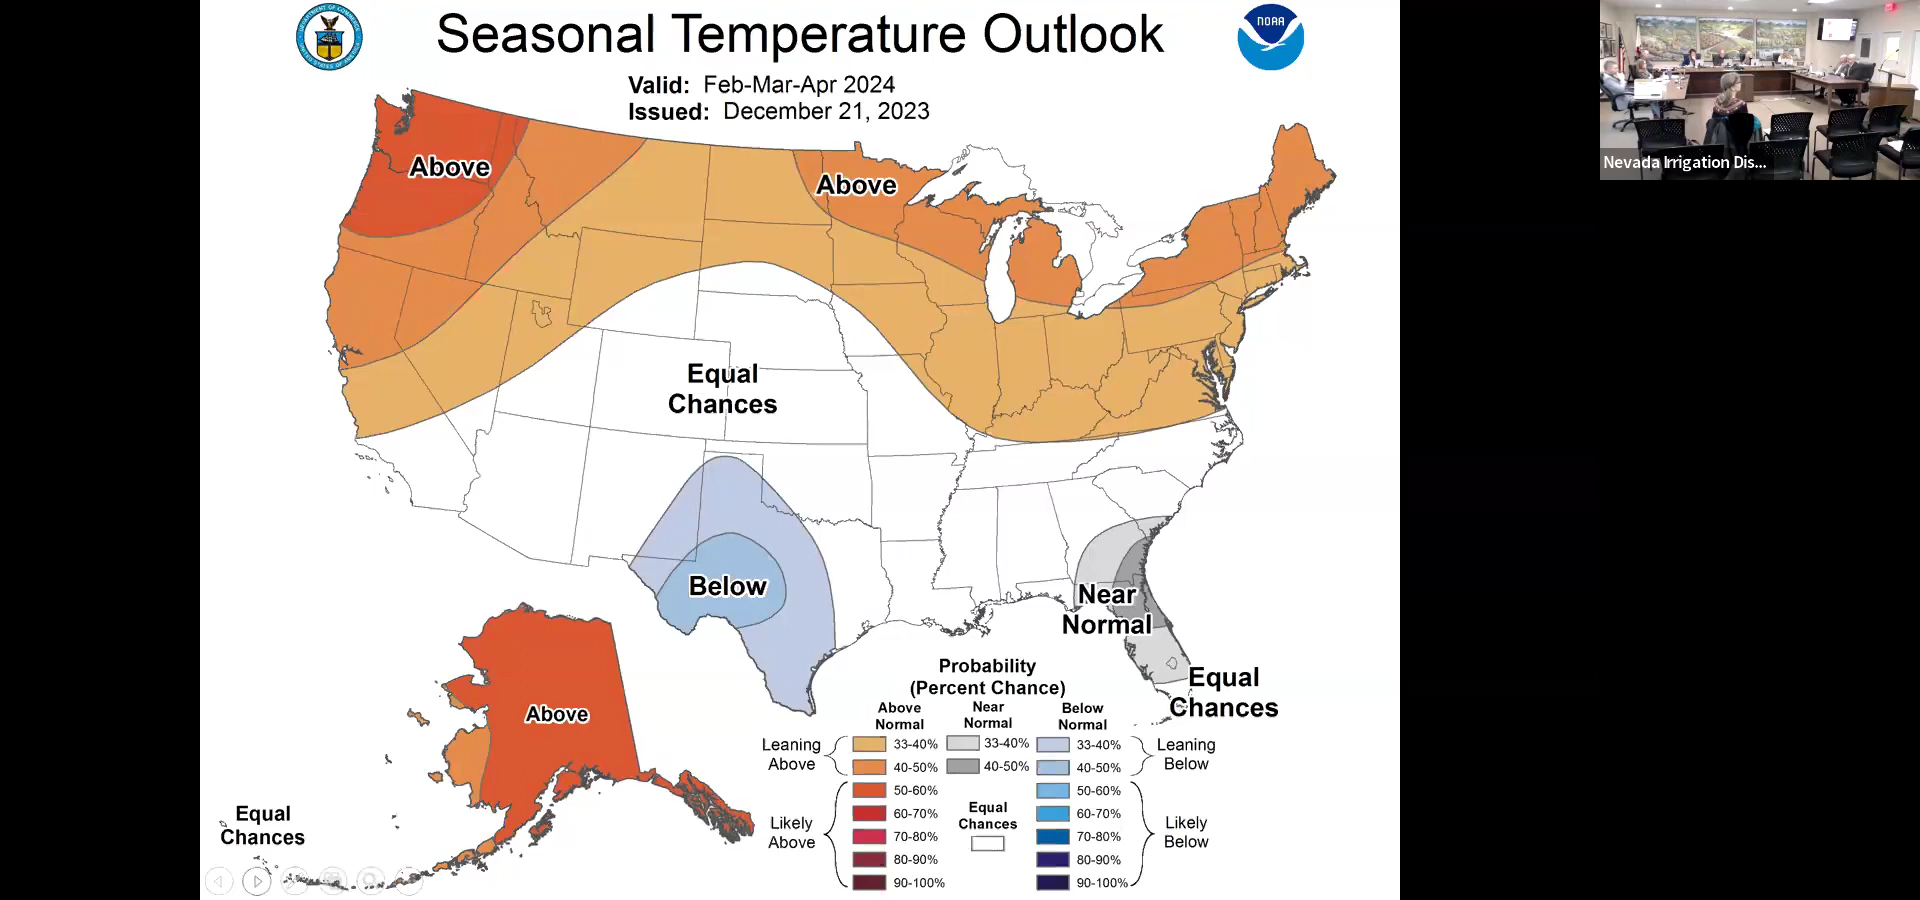 Seasonal Temperature Outlook
NOAA
Valid: Feb-Mar-Apr 2024
Issued: December 21, 2023
Above
Above
Equal
Chances
Below
Near
Normal
Equal
Chances
Above
Equal
Chances
Probability
(Percent Chance)
Above
Normal
Near
Normal
Below
Normal
Leaning
Above
33-40%
33-40%
33-40%
Leaning
Below
40-50%
40-50%
40-50%
50-60%
50-60%
60-70%
Equal
Chances
60-70%
Likely
Above
70-80%
70-80%
Likely
Below
80-90%
80-90%
90-100%
90-100%
Nevada Irrigation Dis...